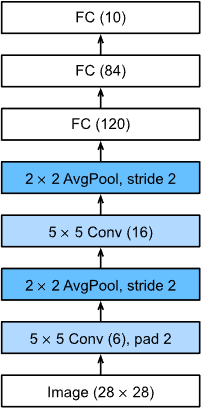 FC (10)
FC (84)
FC (120)
2 × 2 AvgPool, stride 2
5 × 5 Conv (16)
2 × 2 AvgPool, stride 2
5 × 5 Conv (6), pad 2
Image (28 × 28)